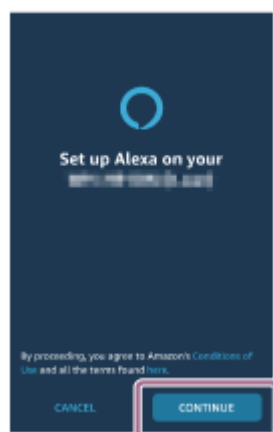 Set up Alexa on your
By proceeding, you agree to Amazon's Conditions of
Use and all the terms found here.
CANCEL
CONTINUE